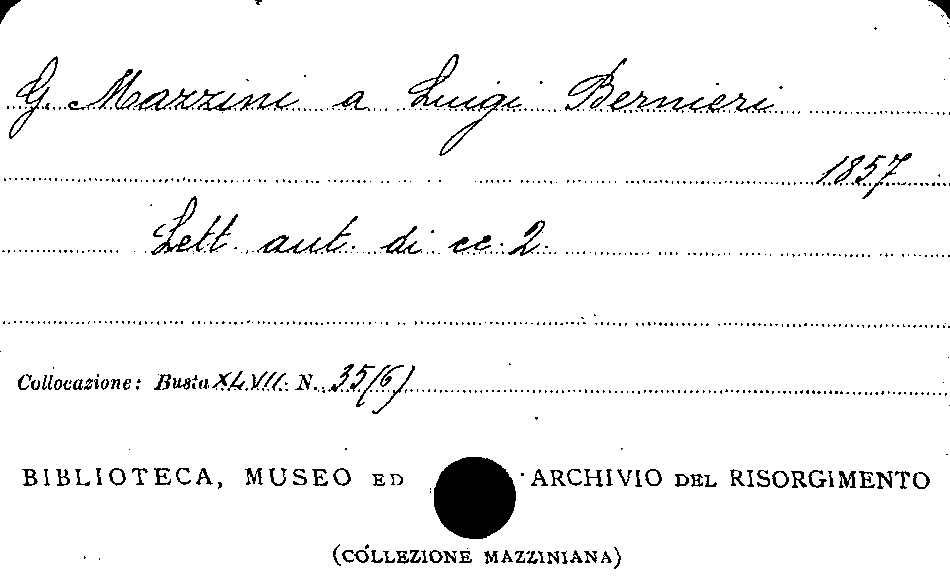 G. Mazzini a Luigi Bernieri
1857
Lett. aut. di cc. 2.
Collocazione: Busta XLVII. N. 35(6)
BIBLIOTECA, MUSEO ED ARCHIVIO DEL RISORGIMENTO
(COLLEZIONE MAZZINIANA)